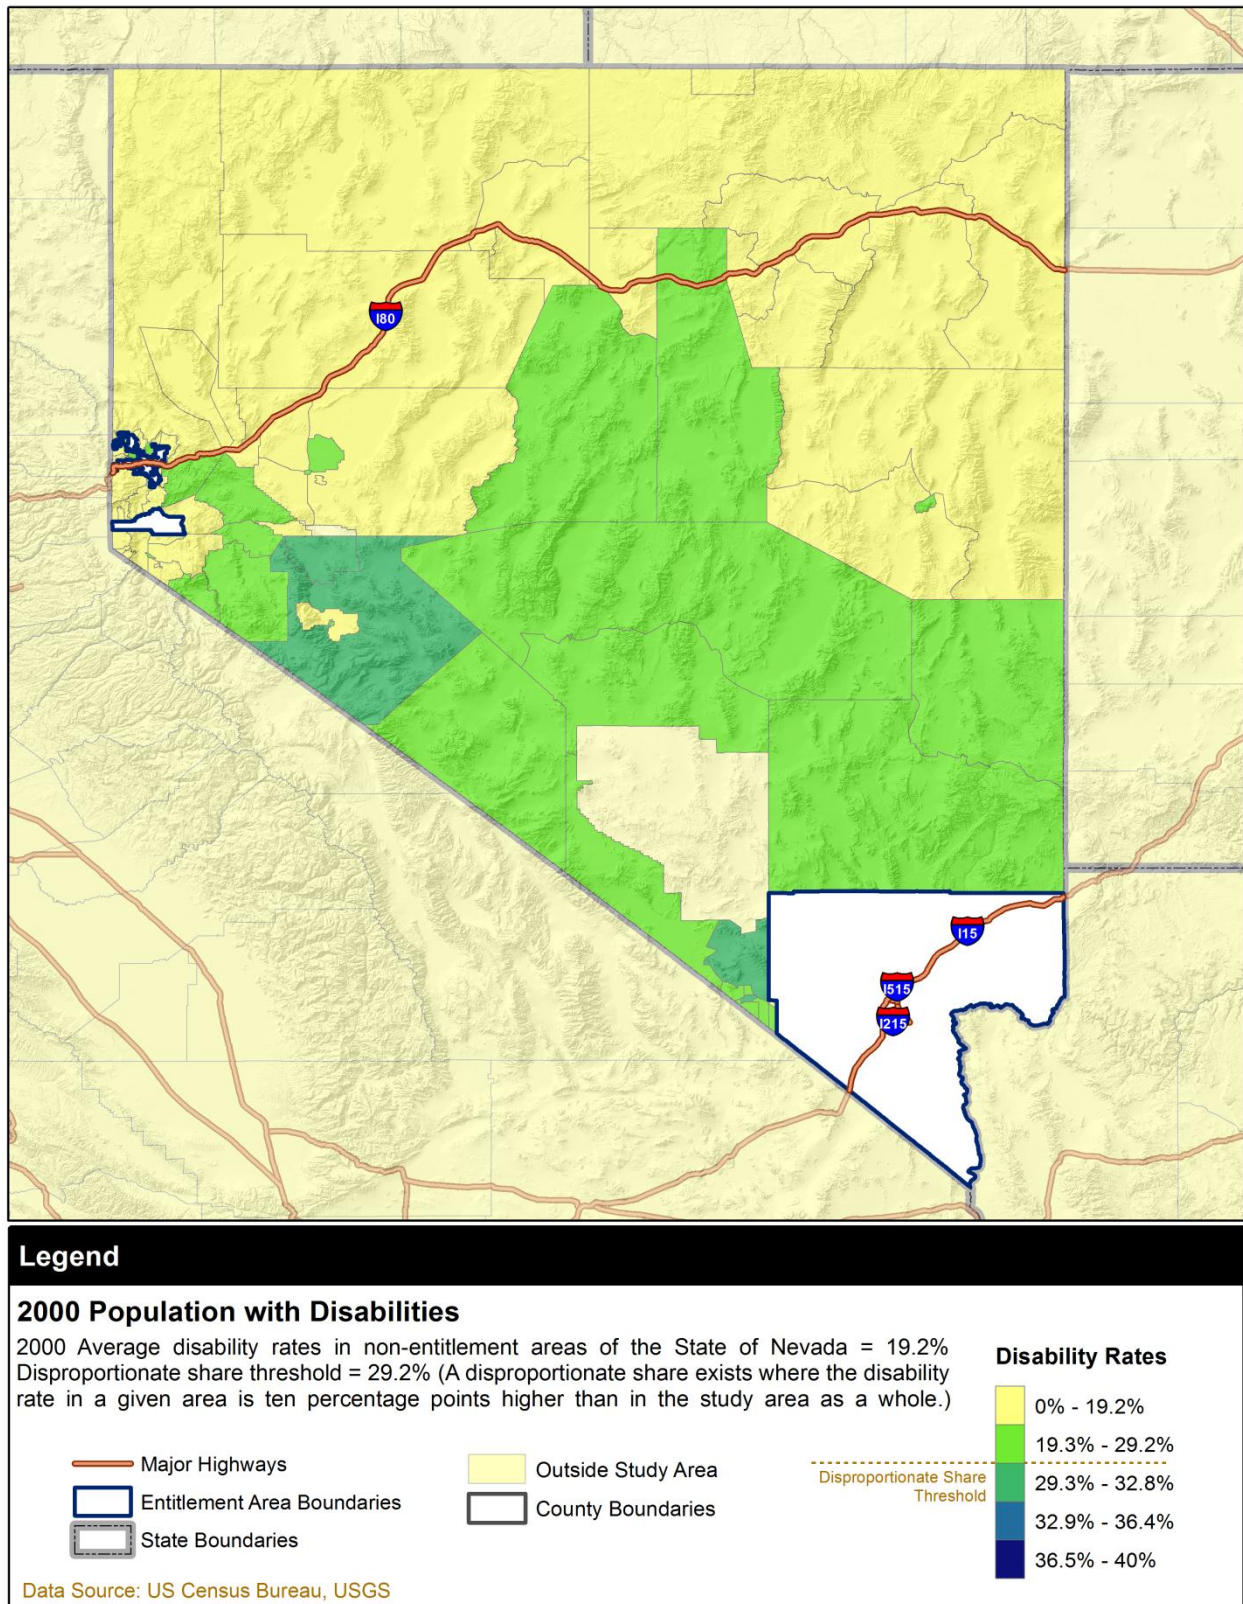 I80
I15
I515
I215
Legend
2000 Population with Disabilities
2000 Average disability rates in non-entitlement areas of the State of Nevada = 19.2%
Disproportionate share threshold = 29.2% (A disproportionate share exists where the disability
rate in a given area is ten percentage points higher than in the study area as a whole.)
Major Highways
Entitlement Area Boundaries
State Boundaries
Outside Study Area
County Boundaries
Disability Rates
0% - 19.2%
19.3% - 29.2%
Disproportionate Share
Threshold
29.3% - 32.8%
32.9% - 36.4%
36.5% - 40%
Data Source: US Census Bureau, USGS